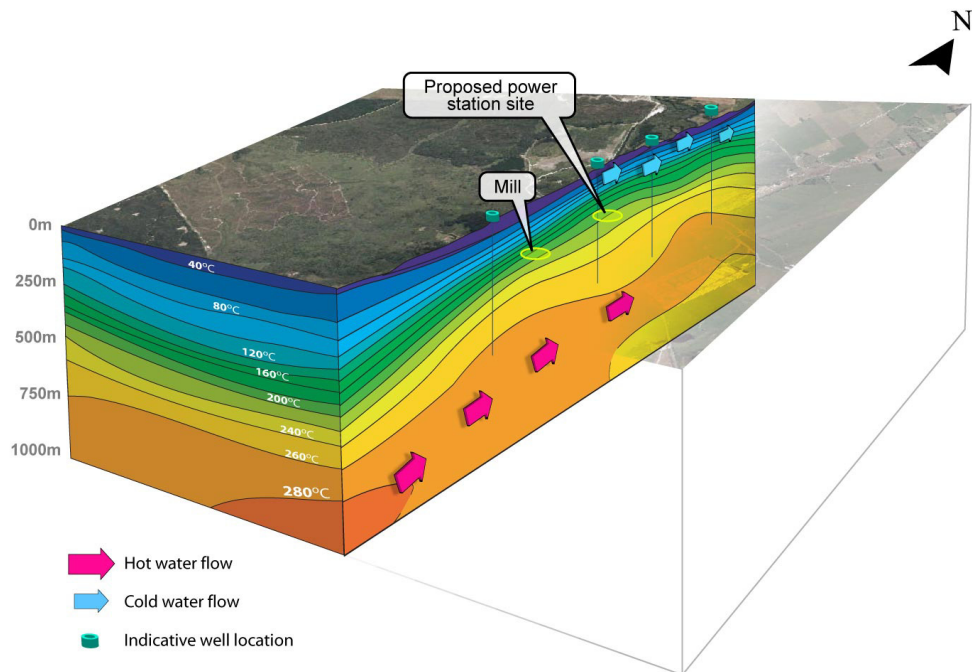 N
Proposed power
station site
Mill
0m
250m
500m
750m
1000m
40°C
80°C
120°C
160°C
200°C
240°C
260°C
280°C
Hot water flow
Cold water flow
Indicative well location